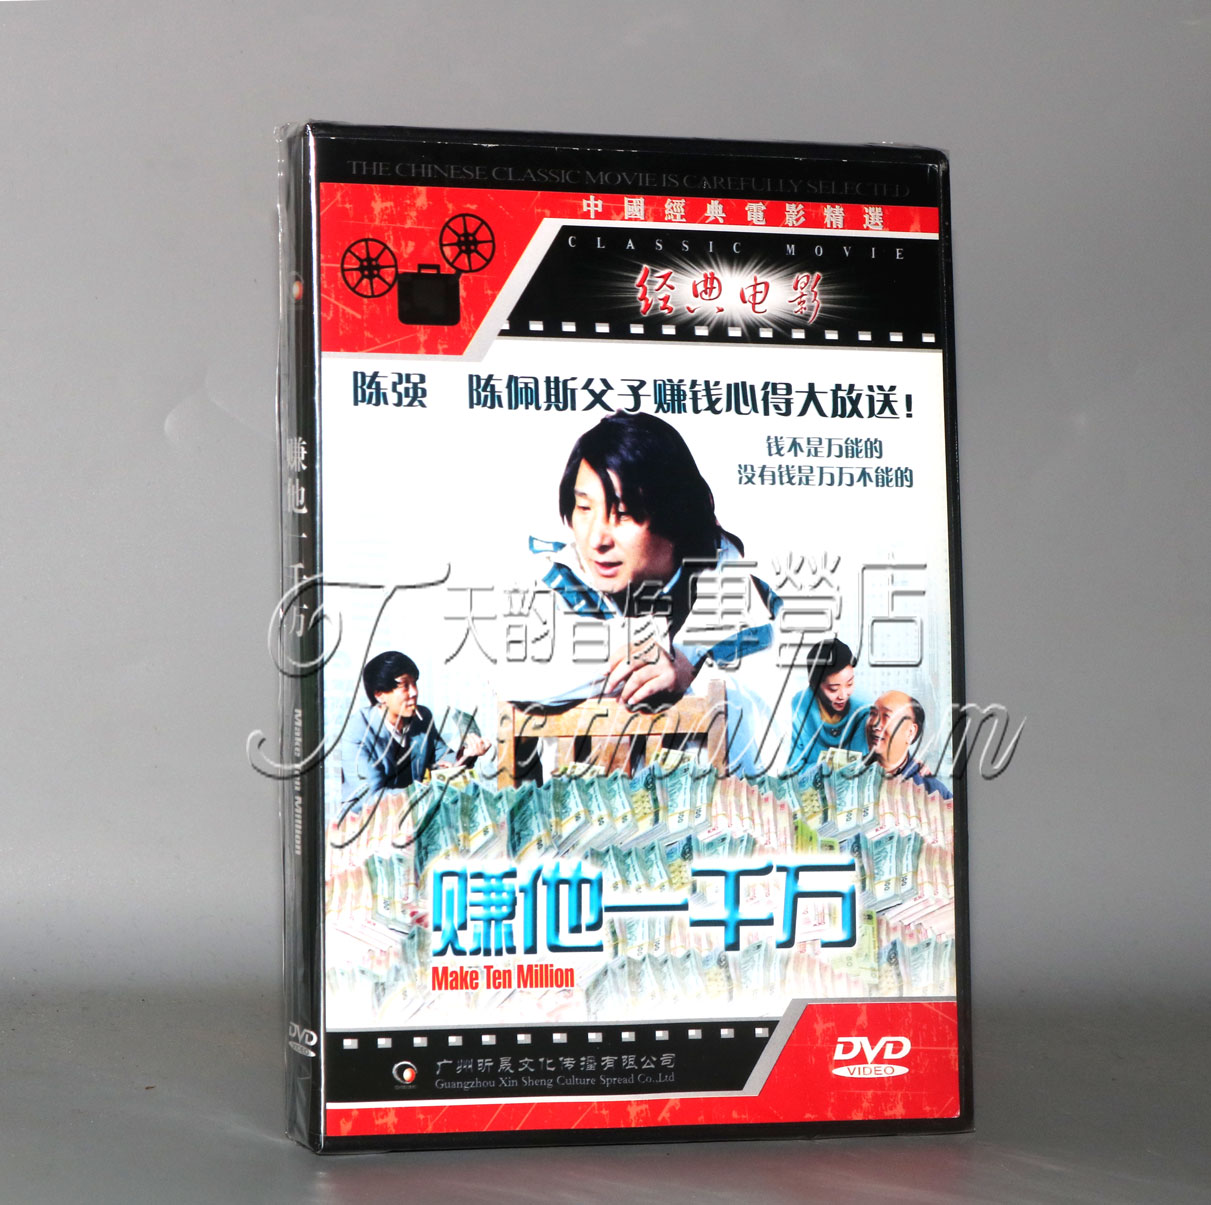 THE CHINESE CLASSIC MOVIE IS CAREFULLY SELECTED
中國經典電影精選
CLASSIC MOVIE
经典电影
陈强 陈佩斯父子赚钱心得大放送!
钱不是万能的
没有钱是万万不能的
天韵音像專營店
Tyyxtmall.com
赚他一千万
Make Ten Million
广州昕晟文化传播有限公司
Guangzhou Xin Sheng Culture Spread Co.,Ltd
DVD
VIDEO
赚他一千万
Make Ten Million
DVD
VIDEO